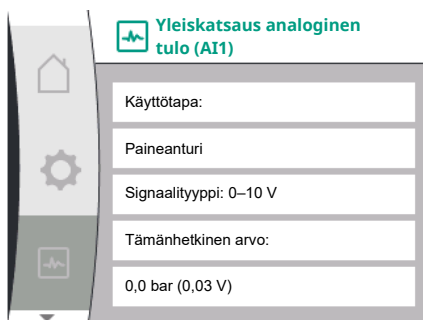 Yleiskatsaus analoginen
tulo (AI1)
Käyttötapa:
Paineanturi
Signaalityyppi: 0–10 V
Tämänhetkinen arvo:
0,0 bar (0,03 V)